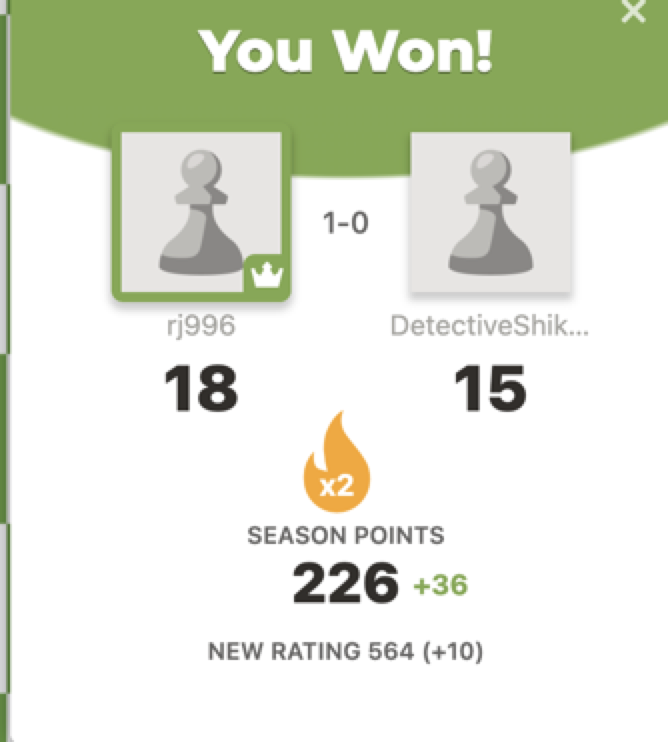 You Won!
1-0
rj996
DetectiveShik...
18
15
x2
SEASON POINTS
226 +36
NEW RATING 564 (+10)